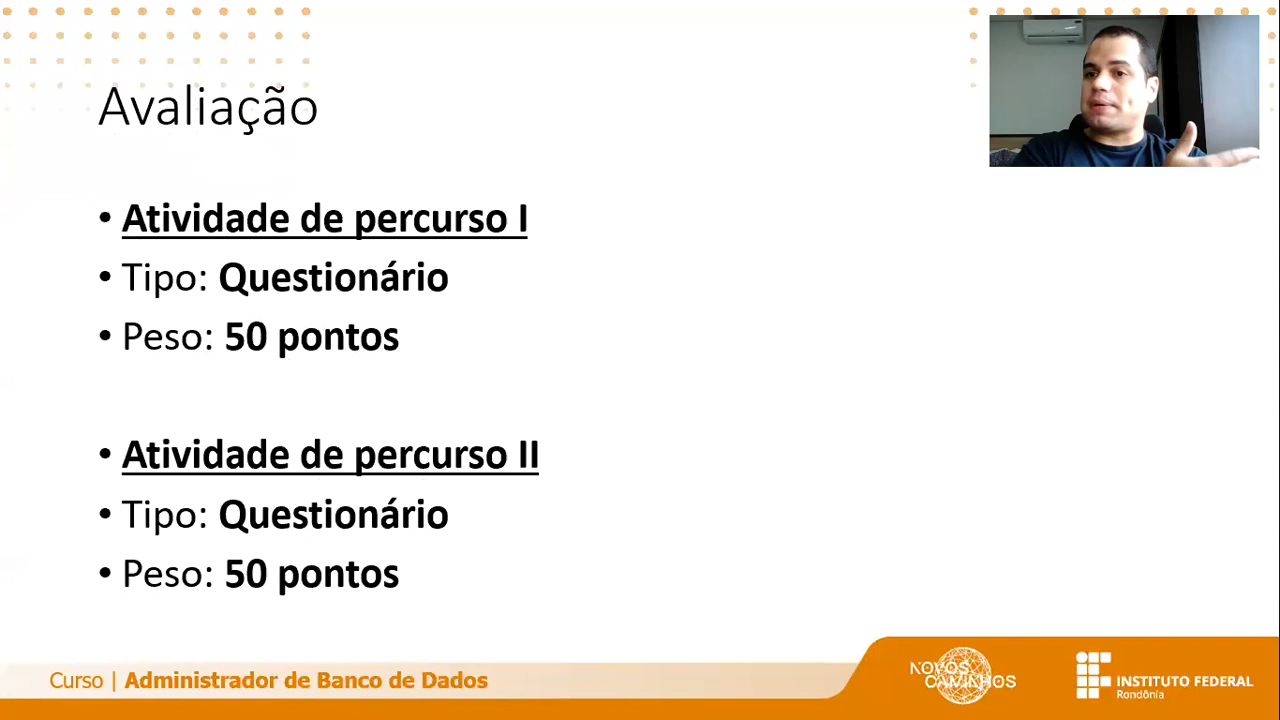 Avaliação
• Atividade de percurso I
• Tipo: Questionário
• Peso: 50 pontos
• Atividade de percurso II
• Tipo: Questionário
• Peso: 50 pontos
Curso | Administrador de Banco de Dados
NOVOS
CAMINHOS
INSTITUTO FEDERAL
Rondônia